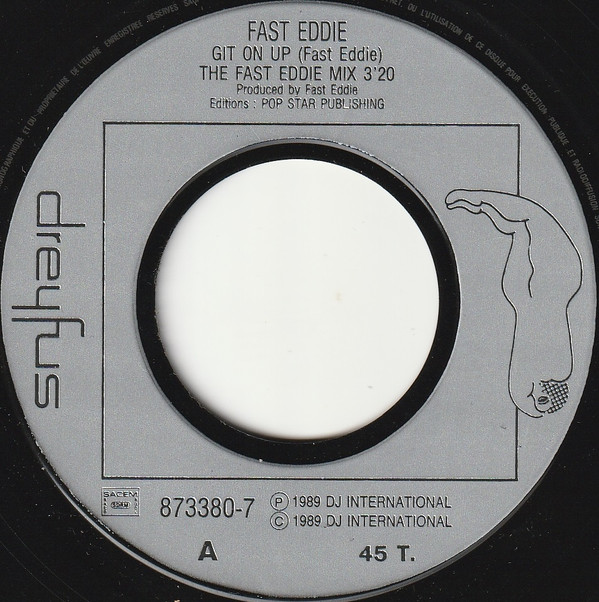 FAST EDDIE
GIT ON UP (Fast Eddie)
THE FAST EDDIE MIX 3'20
Produced by Fast Eddie
Editions : POP STAR PUBLISHING
dreyfus
SACEM
SDRM
873380-7
Ⓟ 1989 DJ INTERNATIONAL
© 1989 DJ INTERNATIONAL
A
45 T.